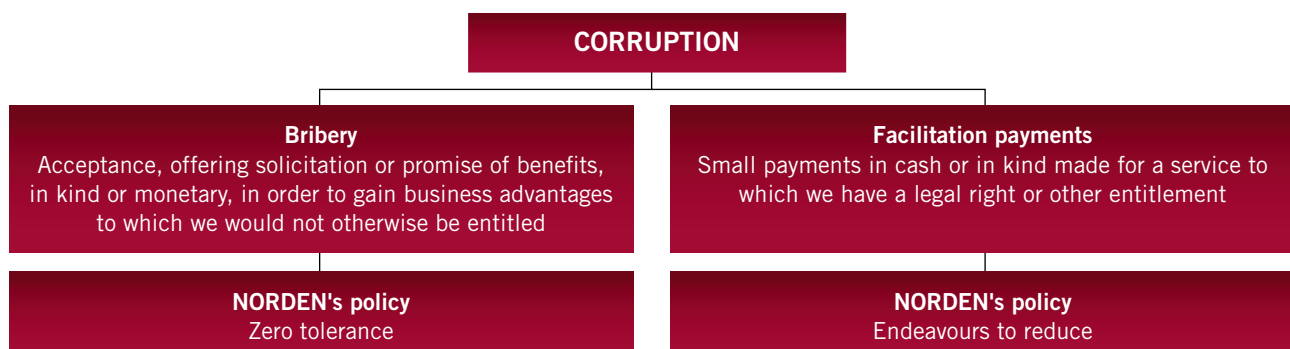 CORRUPTION
Bribery
Acceptance, offering solicitation or promise of benefits,
in kind or monetary, in order to gain business advantages
to which we would not otherwise be entitled
NORDEN's policy
Zero tolerance
Facilitation payments
Small payments in cash or in kind made for a service to
which we have a legal right or other entitlement
NORDEN's policy
Endeavours to reduce